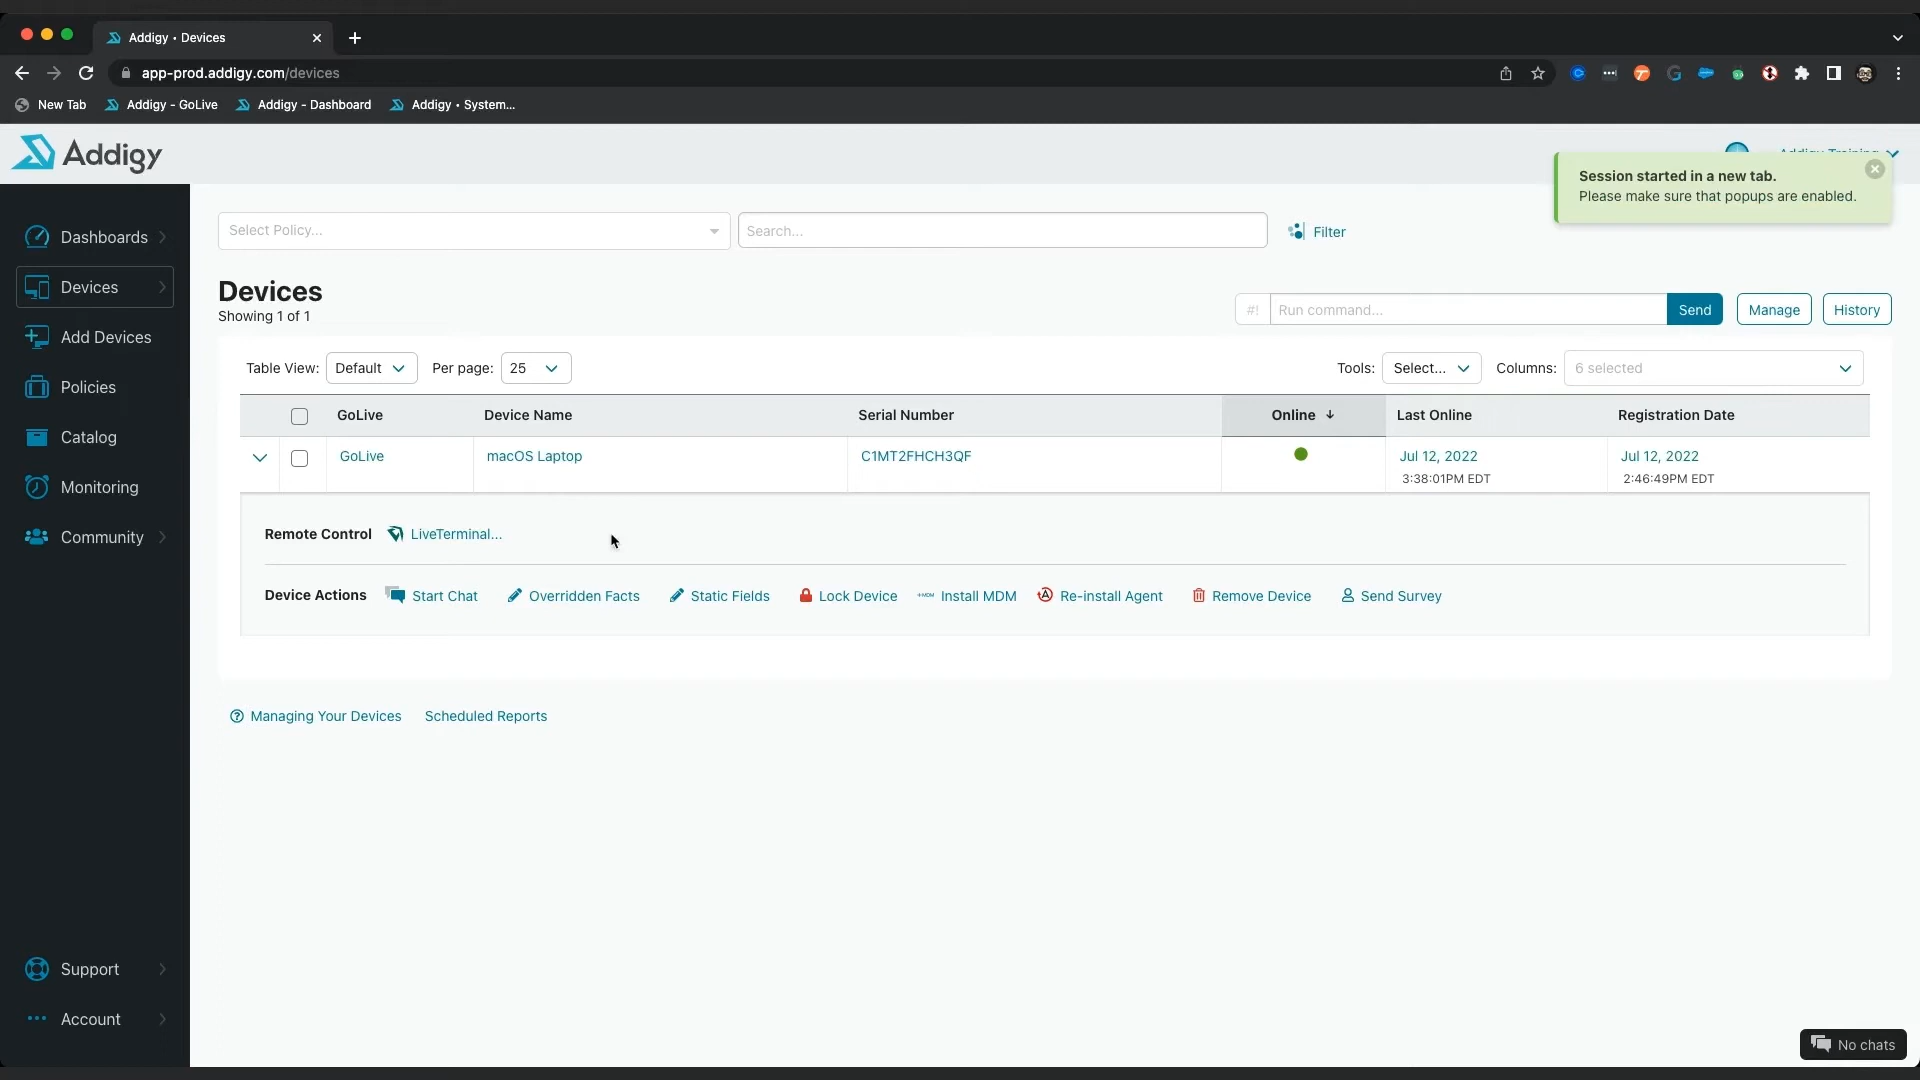 Addigy • Devices
app-prod.addigy.com/devices
New Tab
Addigy - GoLive
Addigy - Dashboard
Addigy • System...
Addigy
Addigy Training
Session started in a new tab.
Please make sure that popups are enabled.
Dashboards
Devices
Add Devices
Policies
Catalog
Monitoring
Community
Support
Account
Select Policy...
Search...
Filter
Devices
Showing 1 of 1
#!
Run command...
Send
Manage
History
Table View:
Default
Per page:
25
Tools:
Select...
Columns:
6 selected
GoLive
Device Name
Serial Number
Online
Last Online
Registration Date
GoLive
macOS Laptop
C1MT2FHCH3QF
Jul 12, 2022
3:38:01PM EDT
Jul 12, 2022
2:46:49PM EDT
Remote Control
LiveTerminal...
Device Actions
Start Chat
Overridden Facts
Static Fields
Lock Device
Install MDM
Re-install Agent
Remove Device
Send Survey
Managing Your Devices
Scheduled Reports
No chats